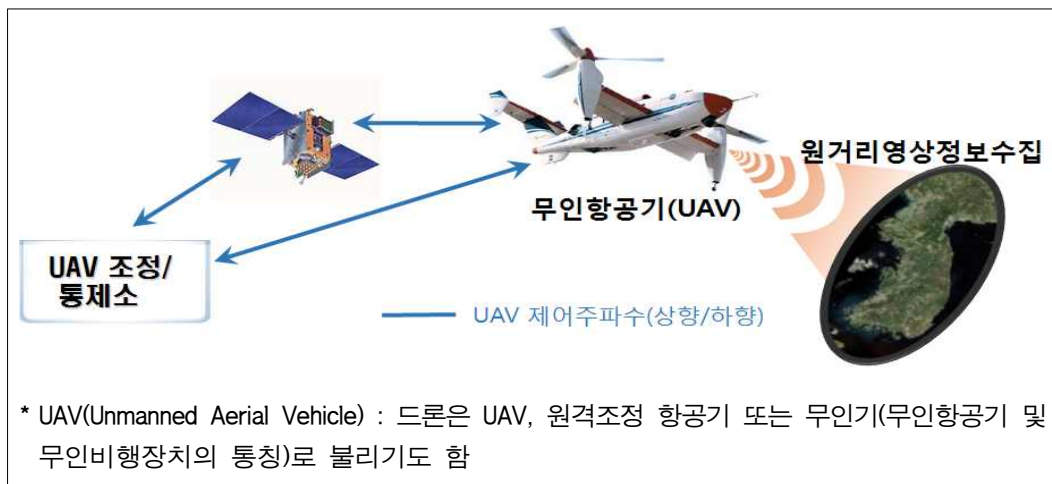 원거리영상정보수집
무인항공기(UAV)
UAV 조정/
통제소
UAV 제어주파수(상향/하향)
* UAV(Unmanned Aerial Vehicle) : 드론은 UAV, 원격조정 항공기 또는 무인기(무인항공기 및
무인비행장치의 통칭)로 불리기도 함